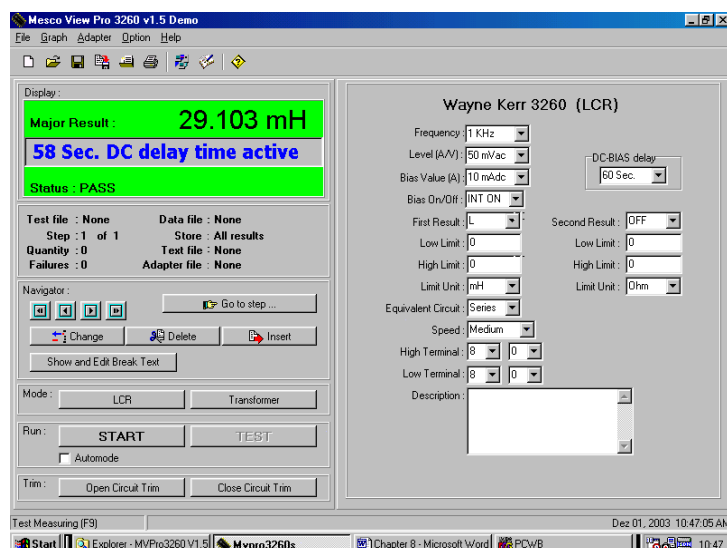 Mesco View Pro 3260 v1.5 Demo
File Graph Adapter Option Help
Display :
Major Result : 29.103 mH
58 Sec. DC delay time active
Status : PASS
Test file : None Data file : None
Step : 1 of 1 Store : All results
Quantity : 0 Text file : None
Failures : 0 Adapter file : None
Navigator :
Go to step ...
Change Delete Insert
Show and Edit Break Text
Mode : LCR Transformer
Run : START TEST
Automode
Trim : Open Circuit Trim Close Circuit Trim
Wayne Kerr 3260 (LCR)
Frequency : 1 KHz
Level (A/V) : 50 mVac
DC-BIAS delay
60 Sec.
Bias Value (A) : 10 mAdc
Bias On/Off : INT ON
First Result : L Second Result : OFF
Low Limit : 0 Low Limit : 0
High Limit : 0 High Limit : 0
Limit Unit : mH Limit Unit : Ohm
Equivalent Circuit : Series
Speed : Medium
High Terminal : 8 0
Low Terminal : 8 0
Description :
Test Measuring (F9) Dez 01, 2003 10:47:05 AM
Start Explorer - MVPro3260 V1.5 Mvpro3260s Chapter 8 - Microsoft Word PCWB 10:47